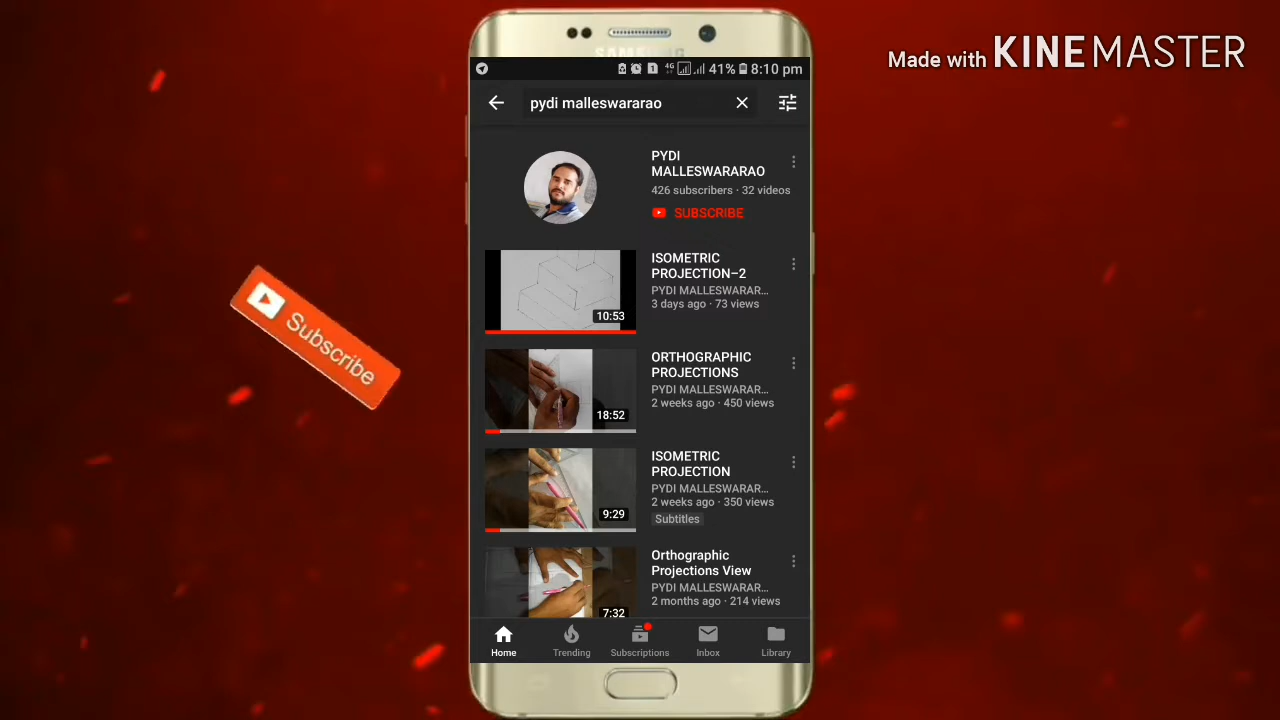 Made with KINEMASTER
SAMSUNG
41% 8:10 pm
pydi malleswararao
PYDI
MALLESWARARAO
426 subscribers · 32 videos
SUBSCRIBE
ISOMETRIC
PROJECTION-2
PYDI MALLESWARAR...
3 days ago · 73 views
10:53
ORTHOGRAPHIC
PROJECTIONS
PYDI MALLESWARAR...
2 weeks ago · 450 views
18:52
ISOMETRIC
PROJECTION
PYDI MALLESWARAR...
2 weeks ago · 350 views
Subtitles
9:29
Orthographic
Projections View
PYDI MALLESWARAR...
2 months ago · 214 views
7:32
Home Trending Subscriptions Inbox Library
Subscribe